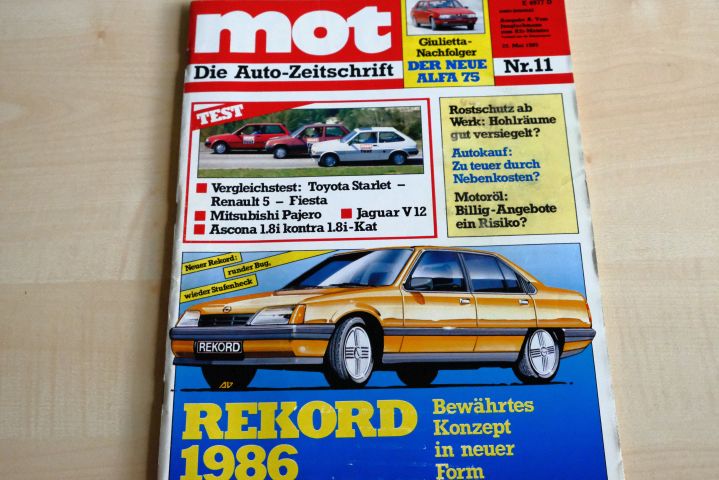 mot
Die Auto-Zeitschrift
Giulietta-
Nachfolger
DER NEUE
ALFA 75
Nr. 11
TEST
Vergleichstest: Toyota Starlet –
Renault 5 – Fiesta
Mitsubishi Pajero
Jaguar V 12
Ascona 1.8i kontra 1.8i-Kat
Rostschutz ab
Werk: Hohlräume
gut versiegelt?
Autokauf:
Zu teuer durch
Nebenkosten?
Motoröl:
Billig-Angebote
ein Risiko?
Neuer Rekord:
runder Bug,
wieder Stufenheck
REKORD
REKORD
1986
Bewährtes
Konzept
in neuer
Form